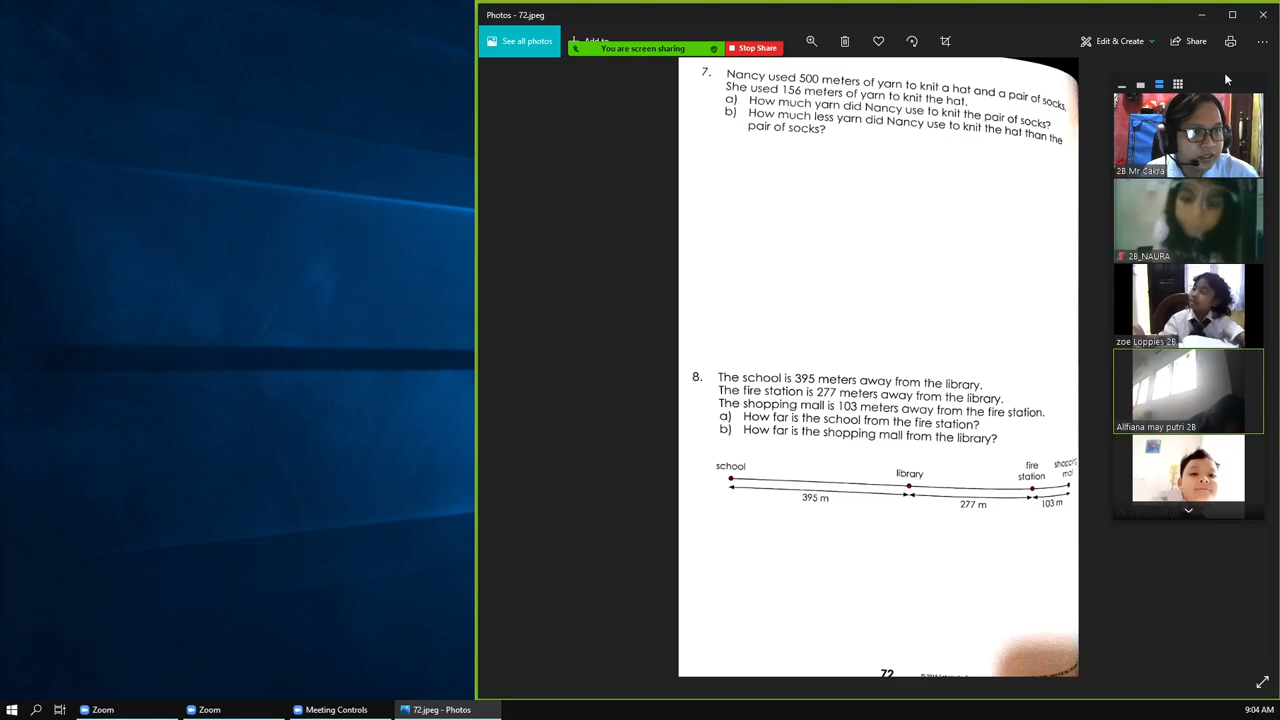 Photos - 72.jpeg
See all photos
Add to
You are screen sharing
Stop Share
Edit & Create
Share
7. Nancy used 500 meters of yarn to knit a hat and a pair of socks.
She used 156 meters of yarn to knit the hat.
a) How much yarn did Nancy use to knit the pair of socks?
b) How much less yarn did Nancy use to knit the hat than the
pair of socks?
8. The school is 395 meters away from the library.
The fire station is 277 meters away from the library.
The shopping mall is 103 meters away from the fire station.
a) How far is the school from the fire station?
b) How far is the shopping mall from the library?
school
library
fire
station
395 m
277 m
103 m
72
2B Mr Cakra
2B_NAURA
zoe Loppies 2B
Allfiana may putri 2B
Zoom
Zoom
Meeting Controls
72.jpeg - Photos
9:04 AM